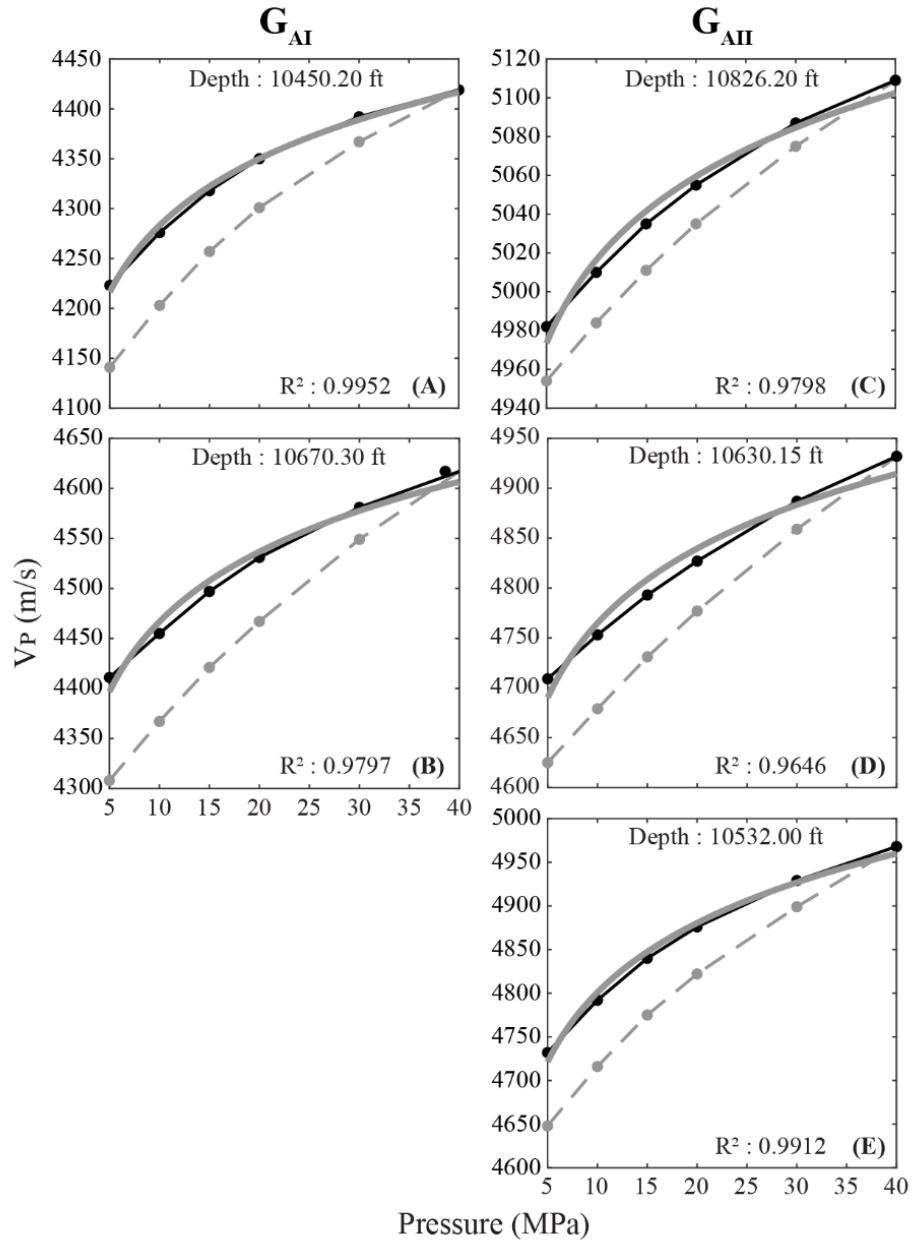 G_AI
Depth : 10450.20 ft
4450
4400
4350
4300
4250
4200
4150
4100
R² : 0.9952 (A)
Depth : 10670.30 ft
4650
4600
4550
4500
4450
4400
4350
4300
R² : 0.9797 (B)
5 10 15 20 25 30 35 40
G_AII
Depth : 10826.20 ft
5120
5100
5080
5060
5040
5020
5000
4980
4960
4940
R² : 0.9798 (C)
Depth : 10630.15 ft
4950
4900
4850
4800
4750
4700
4650
4600
R² : 0.9646 (D)
Depth : 10532.00 ft
5000
4950
4900
4850
4800
4750
4700
4650
4600
R² : 0.9912 (E)
5 10 15 20 25 30 35 40
VP (m/s)
Pressure (MPa)